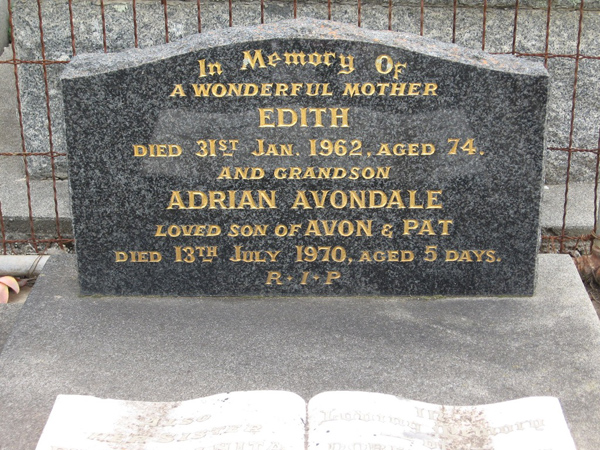 In Memory Of
A WONDERFUL MOTHER
EDITH
DIED 31ST JAN. 1962, AGED 74.
AND GRANDSON
ADRIAN AVONDALE
LOVED SON OF AVON & PAT
DIED 13TH JULY 1970, AGED 5 DAYS.
R · I · P